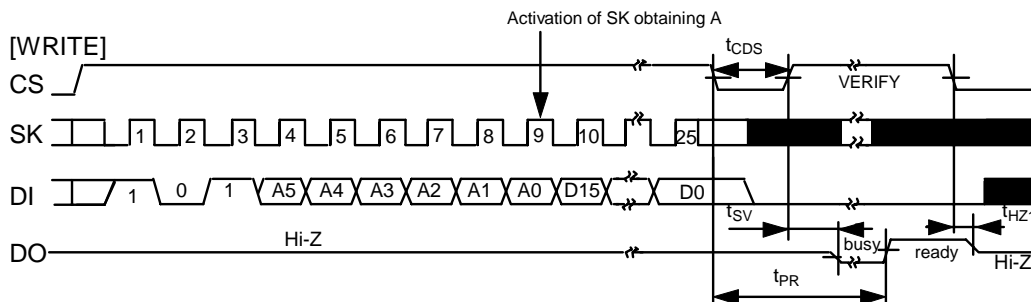 Activation of SK obtaining A
[WRITE]
tCDS
CS
VERIFY
SK
1 2 3 4 5 6 7 8 9 10 25
DI
1 0 1 A5 A4 A3 A2 A1 A0 D15 D0
tSV
tHZ1
DO
Hi-Z
busy
ready
Hi-Z
tPR